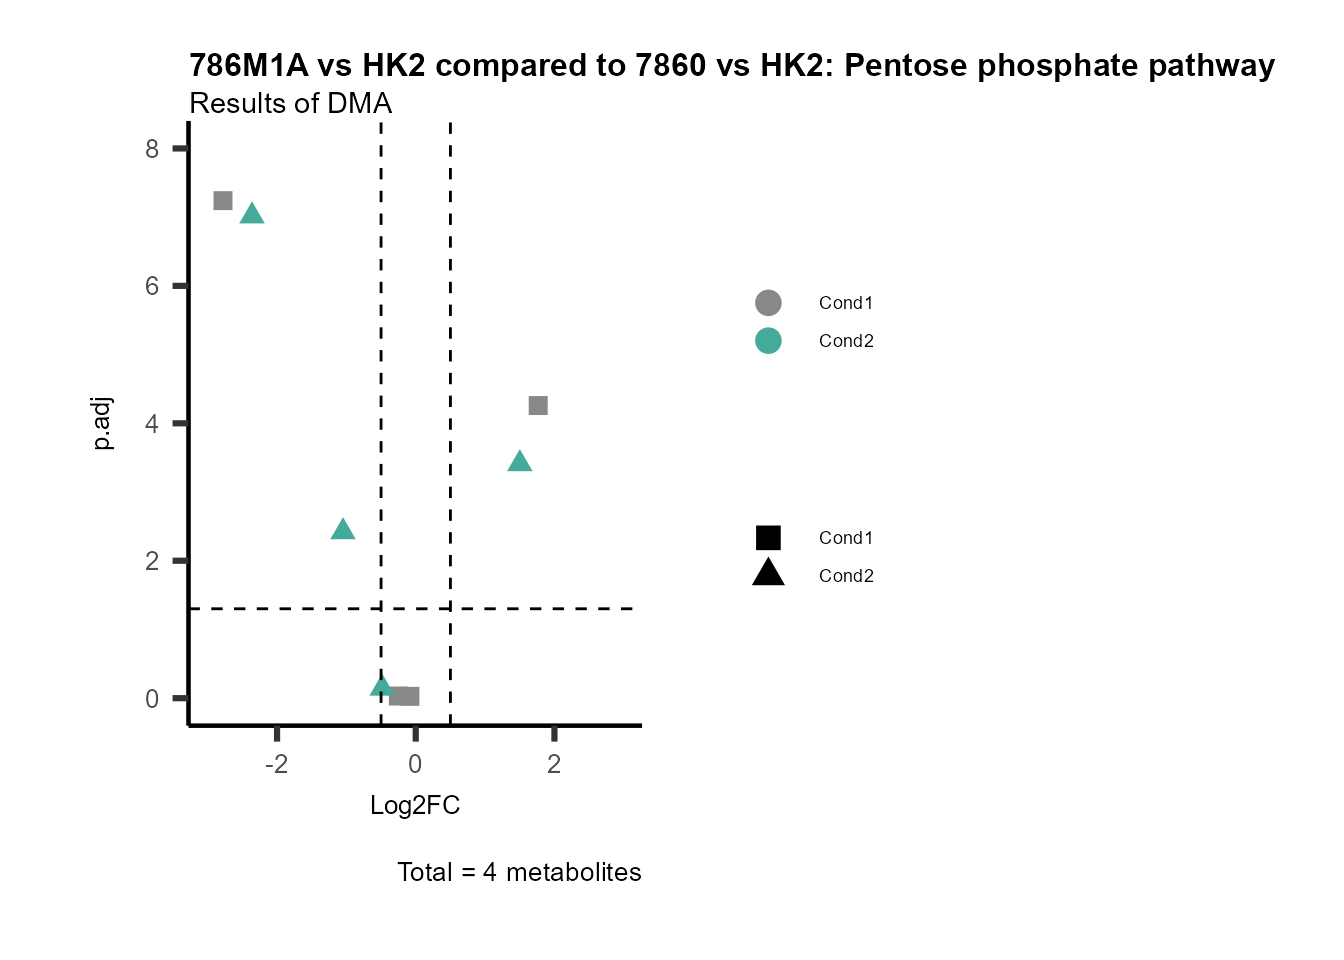 786M1A vs HK2 compared to 7860 vs HK2: Pentose phosphate pathway
Results of DMA
8
6
4
2
0
p.adj
-2
0
2
Log2FC
Total = 4 metabolites
Cond1
Cond2
Cond1
Cond2